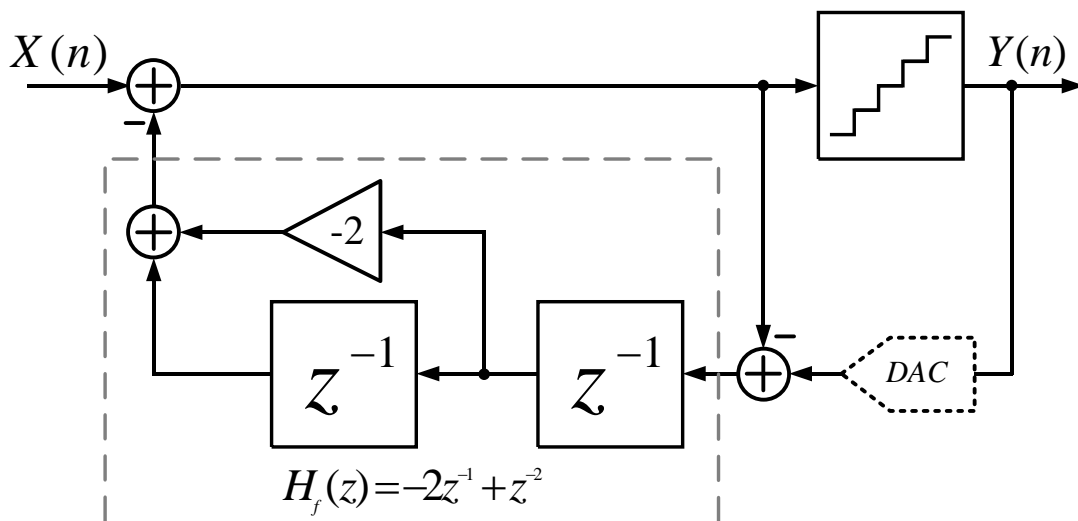 X(n)
Y(n)
-2
z⁻¹
z⁻¹
DAC
H_f(z)=-2z⁻¹+z⁻²